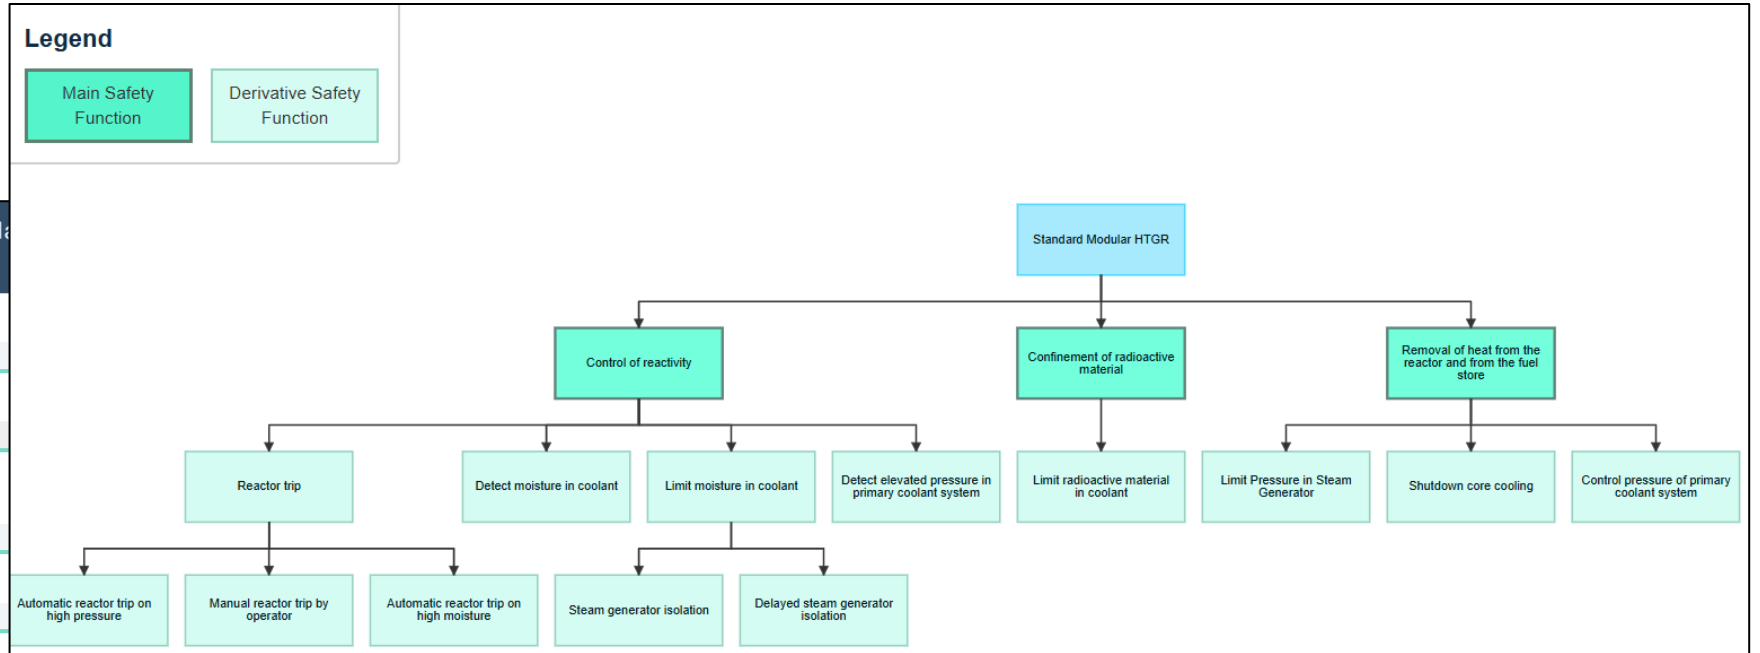 Legend
Main Safety
Function
Derivative Safety
Function
Standard Modular HTGR
Control of reactivity
Confinement of radioactive
material
Removal of heat from the
reactor and from the fuel
store
Reactor trip
Detect moisture in coolant
Limit moisture in coolant
Detect elevated pressure in
primary coolant system
Limit radioactive material
in coolant
Limit Pressure in Steam
Generator
Shutdown core cooling
Control pressure of primary
coolant system
Automatic reactor trip on
high pressure
Manual reactor trip by
operator
Automatic reactor trip on
high moisture
Steam generator isolation
Delayed steam generator
isolation